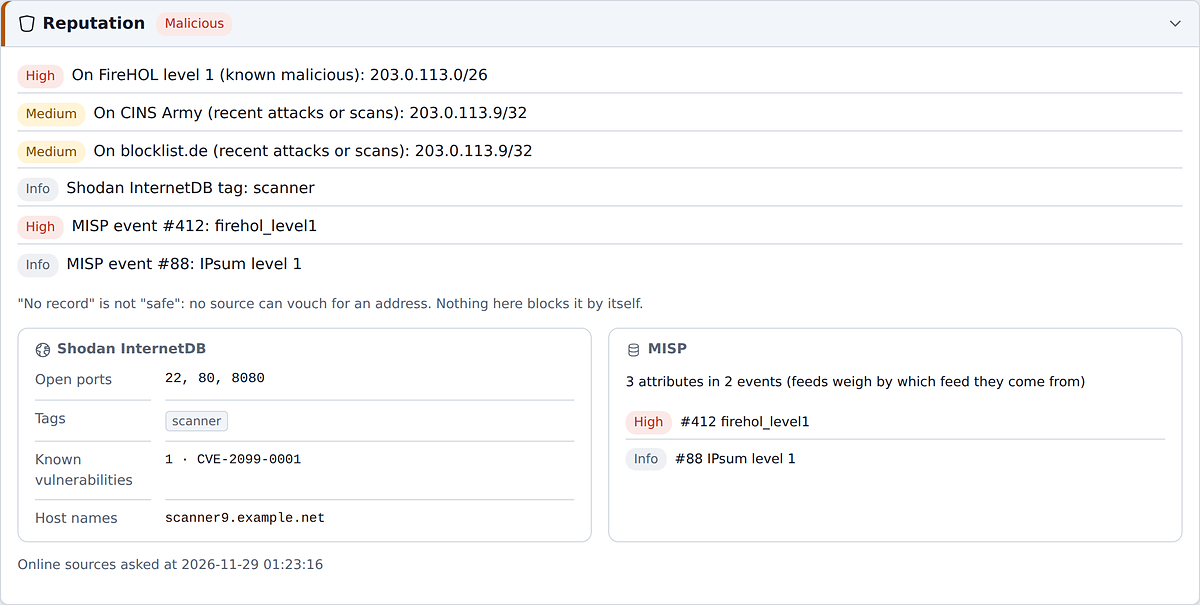 Reputation Malicious
High On FireHOL level 1 (known malicious): 203.0.113.0/26
Medium On CINS Army (recent attacks or scans): 203.0.113.9/32
Medium On blocklist.de (recent attacks or scans): 203.0.113.9/32
Info Shodan InternetDB tag: scanner
High MISP event #412: firehol_level1
Info MISP event #88: IPsum level 1
"No record" is not "safe": no source can vouch for an address. Nothing here blocks it by itself.
Shodan InternetDB
Open ports 22, 80, 8080
Tags scanner
Known 1 · CVE-2099-0001
vulnerabilities
Host names scanner9.example.net
MISP
3 attributes in 2 events (feeds weigh by which feed they come from)
High #412 firehol_level1
Info #88 IPsum level 1
Online sources asked at 2026-11-29 01:23:16